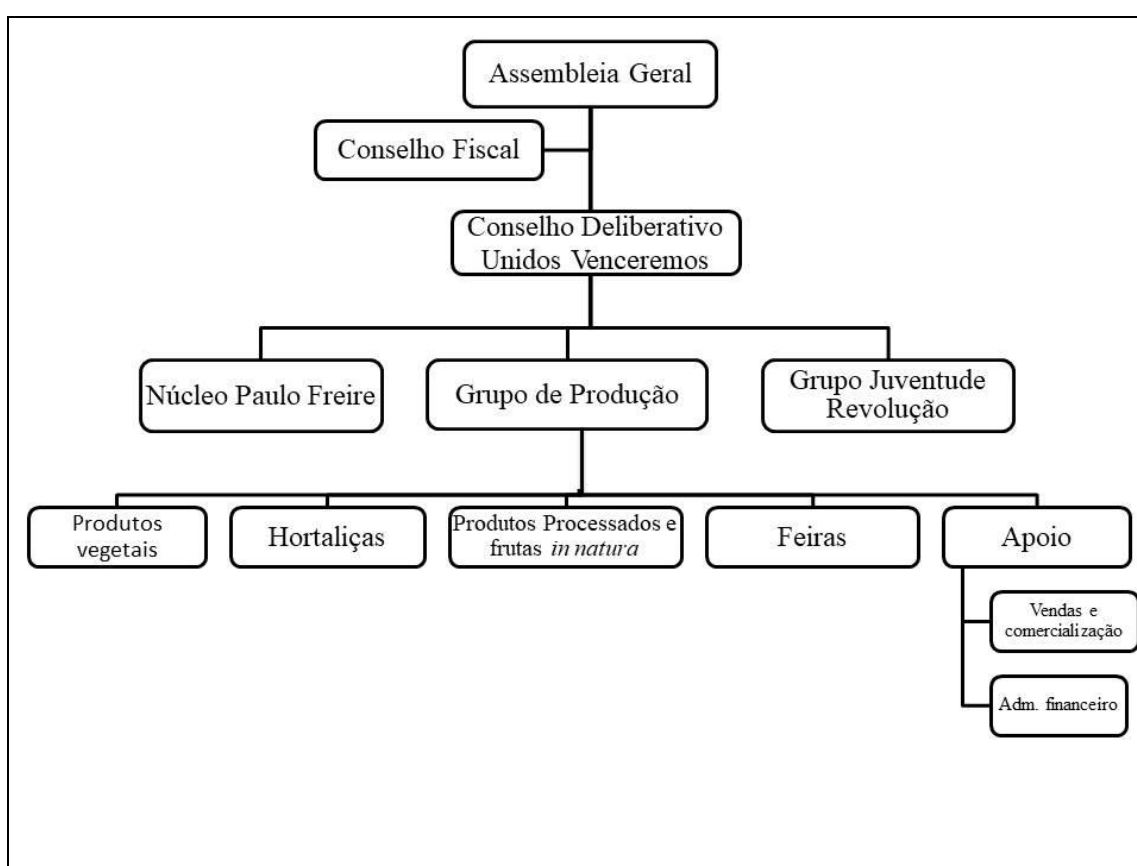 Assembleia Geral
Conselho Fiscal
Conselho Deliberativo
Unidos Venceremos
Núcleo Paulo Freire
Grupo de Produção
Grupo Juventude
Revolução
Produtos
vegetais
Hortaliças
Produtos Processados e
frutas in natura
Feiras
Apoio
Vendas e
comercialização
Adm. financeiro